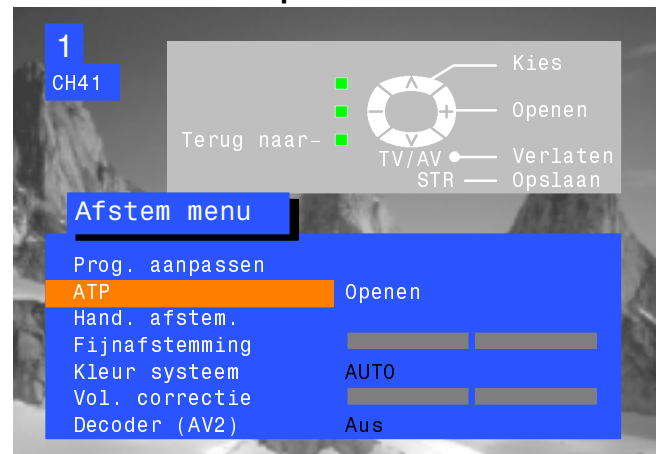 1
CH41
Kies
Openen
Terug naar-
TV/AV Verlaten
STR Opslaan
Afstem menu
Prog. aanpassen
ATP Openen
Hand. afstem.
Fijnafstemming
Kleur systeem AUTO
Vol. correctie
Decoder (AV2) Aus